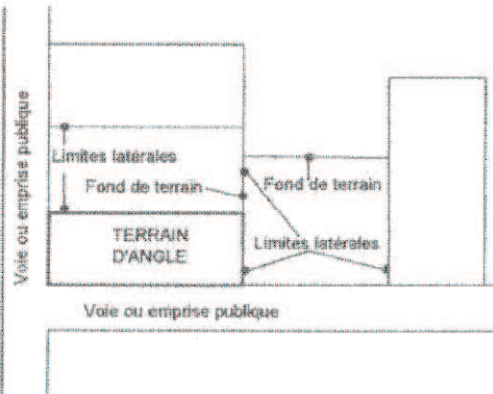 Voie ou emprise publique
Limites latérales
Fond de terrain
Fond de terrain
TERRAIN
D'ANGLE
Limites latérales
Voie ou emprise publique